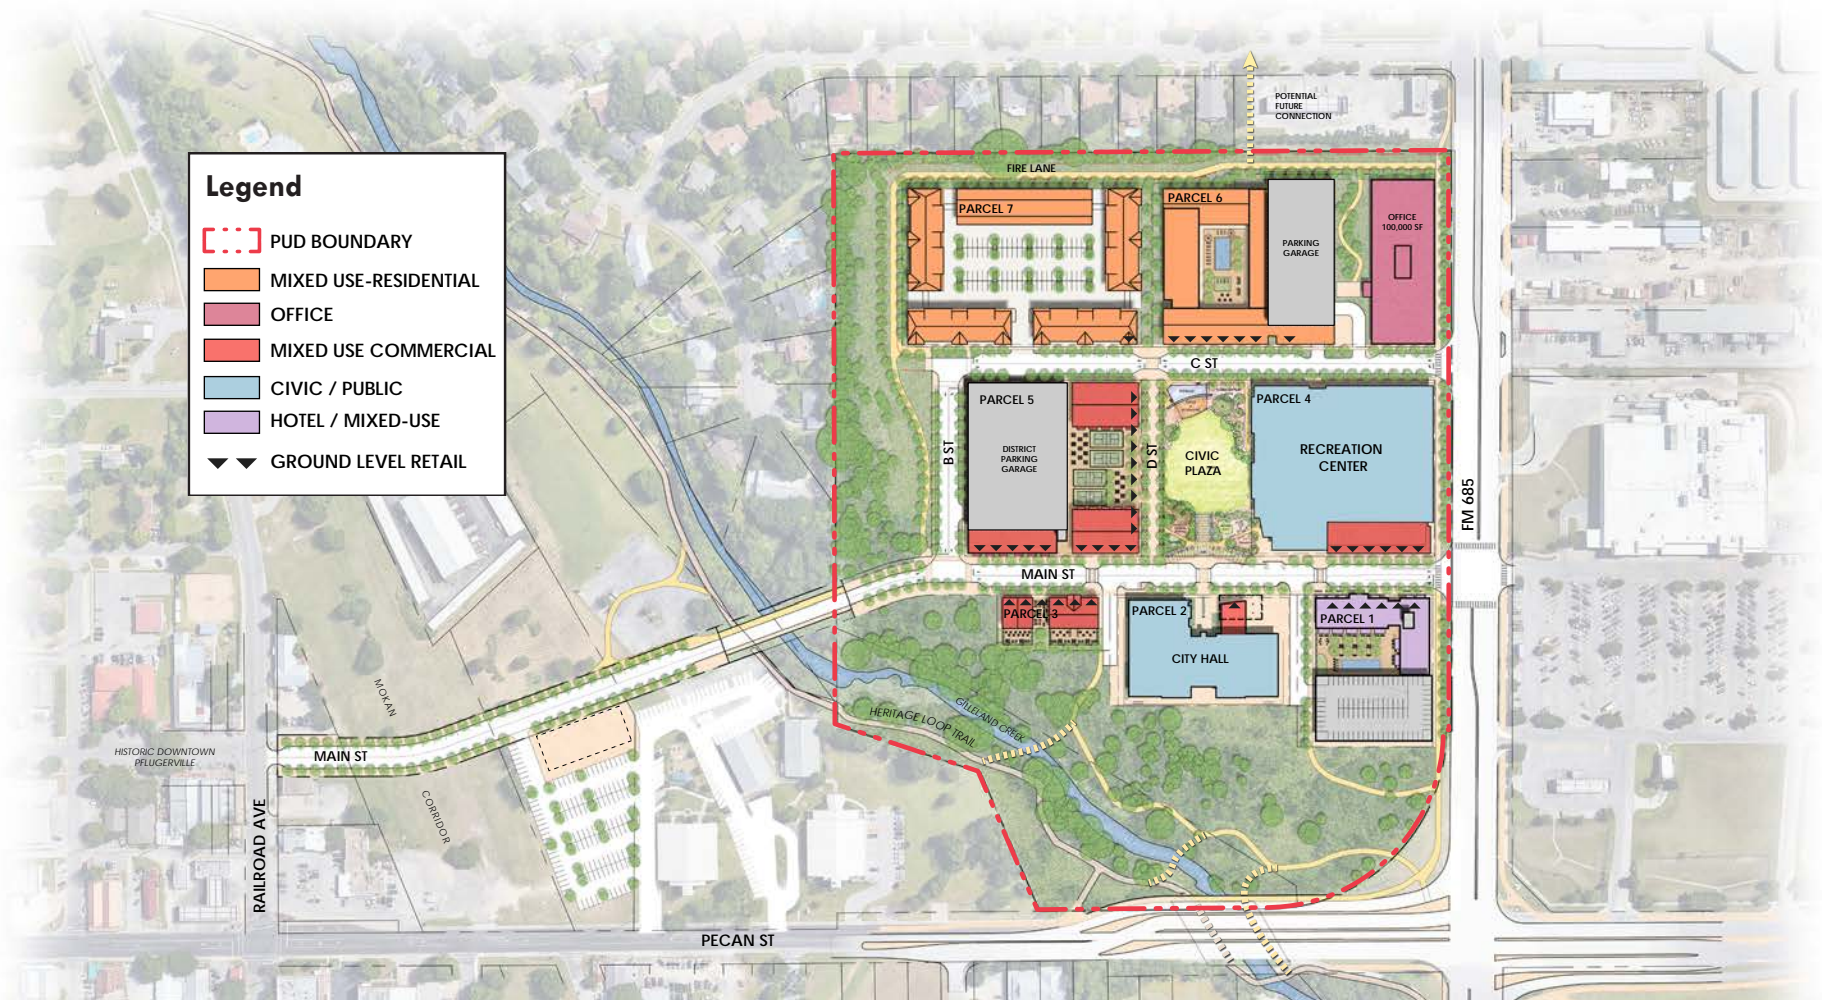 Legend
PUD BOUNDARY
MIXED USE-RESIDENTIAL
OFFICE
MIXED USE COMMERCIAL
CIVIC / PUBLIC
HOTEL / MIXED-USE
GROUND LEVEL RETAIL
POTENTIAL
FUTURE
CONNECTION
FIRE LANE
PARCEL 7
PARCEL 6
PARKING
GARAGE
OFFICE
100,000 SF
C ST
PARCEL 5
DISTRICT
PARKING
GARAGE
B ST
D ST
CIVIC
PLAZA
PARCEL 4
RECREATION
CENTER
FM 685
MAIN ST
PARCEL 3
PARCEL 2
CITY HALL
PARCEL 1
GILLELAND CREEK
HERITAGE LOOP TRAIL
MOKAN
CORRIDOR
HISTORIC DOWNTOWN
PFLUGERVILLE
MAIN ST
RAILROAD AVE
PECAN ST